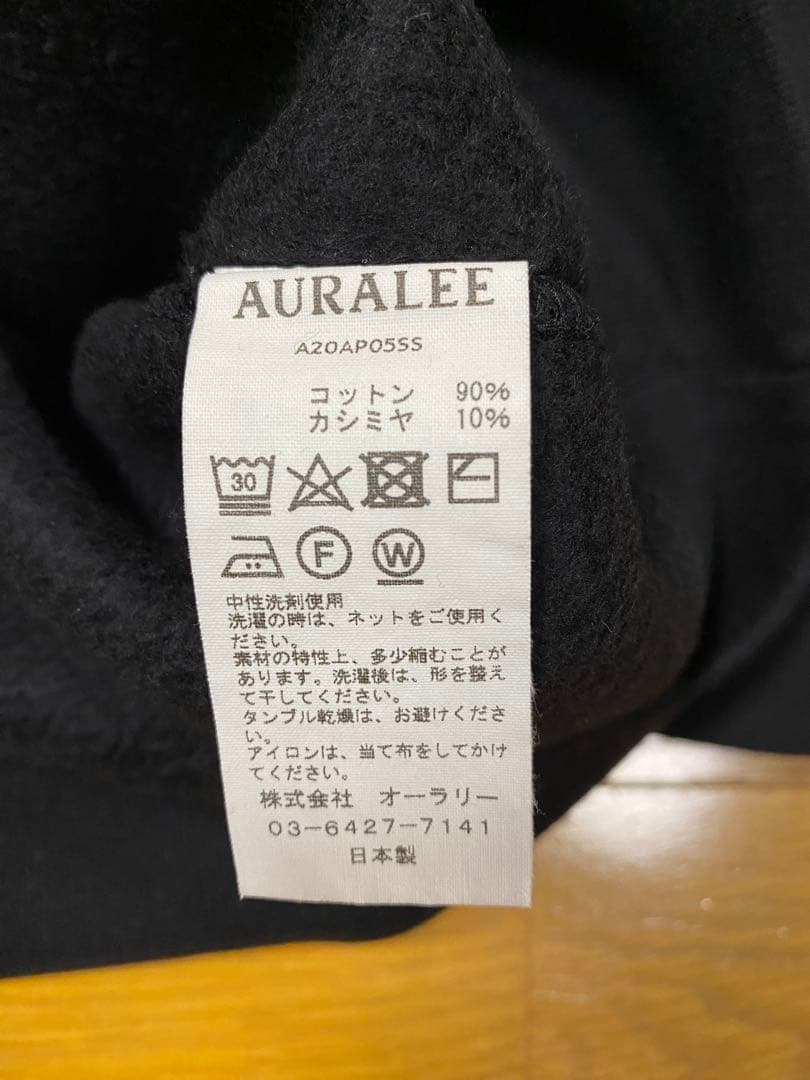 AURALEE
A20AP05SS
コットン 90%
カシミヤ 10%
30
F W
中性洗剤使用
洗濯の時は、ネットをご使用く
ださい。
素材の特性上、多少縮むことが
あります。洗濯後は、形を整え
て干してください。
タンブル乾燥は、お避けくださ
い。
アイロンは、当て布をしてかけ
てください。
株式会社 オーラリー
03-6427-7141
日本製